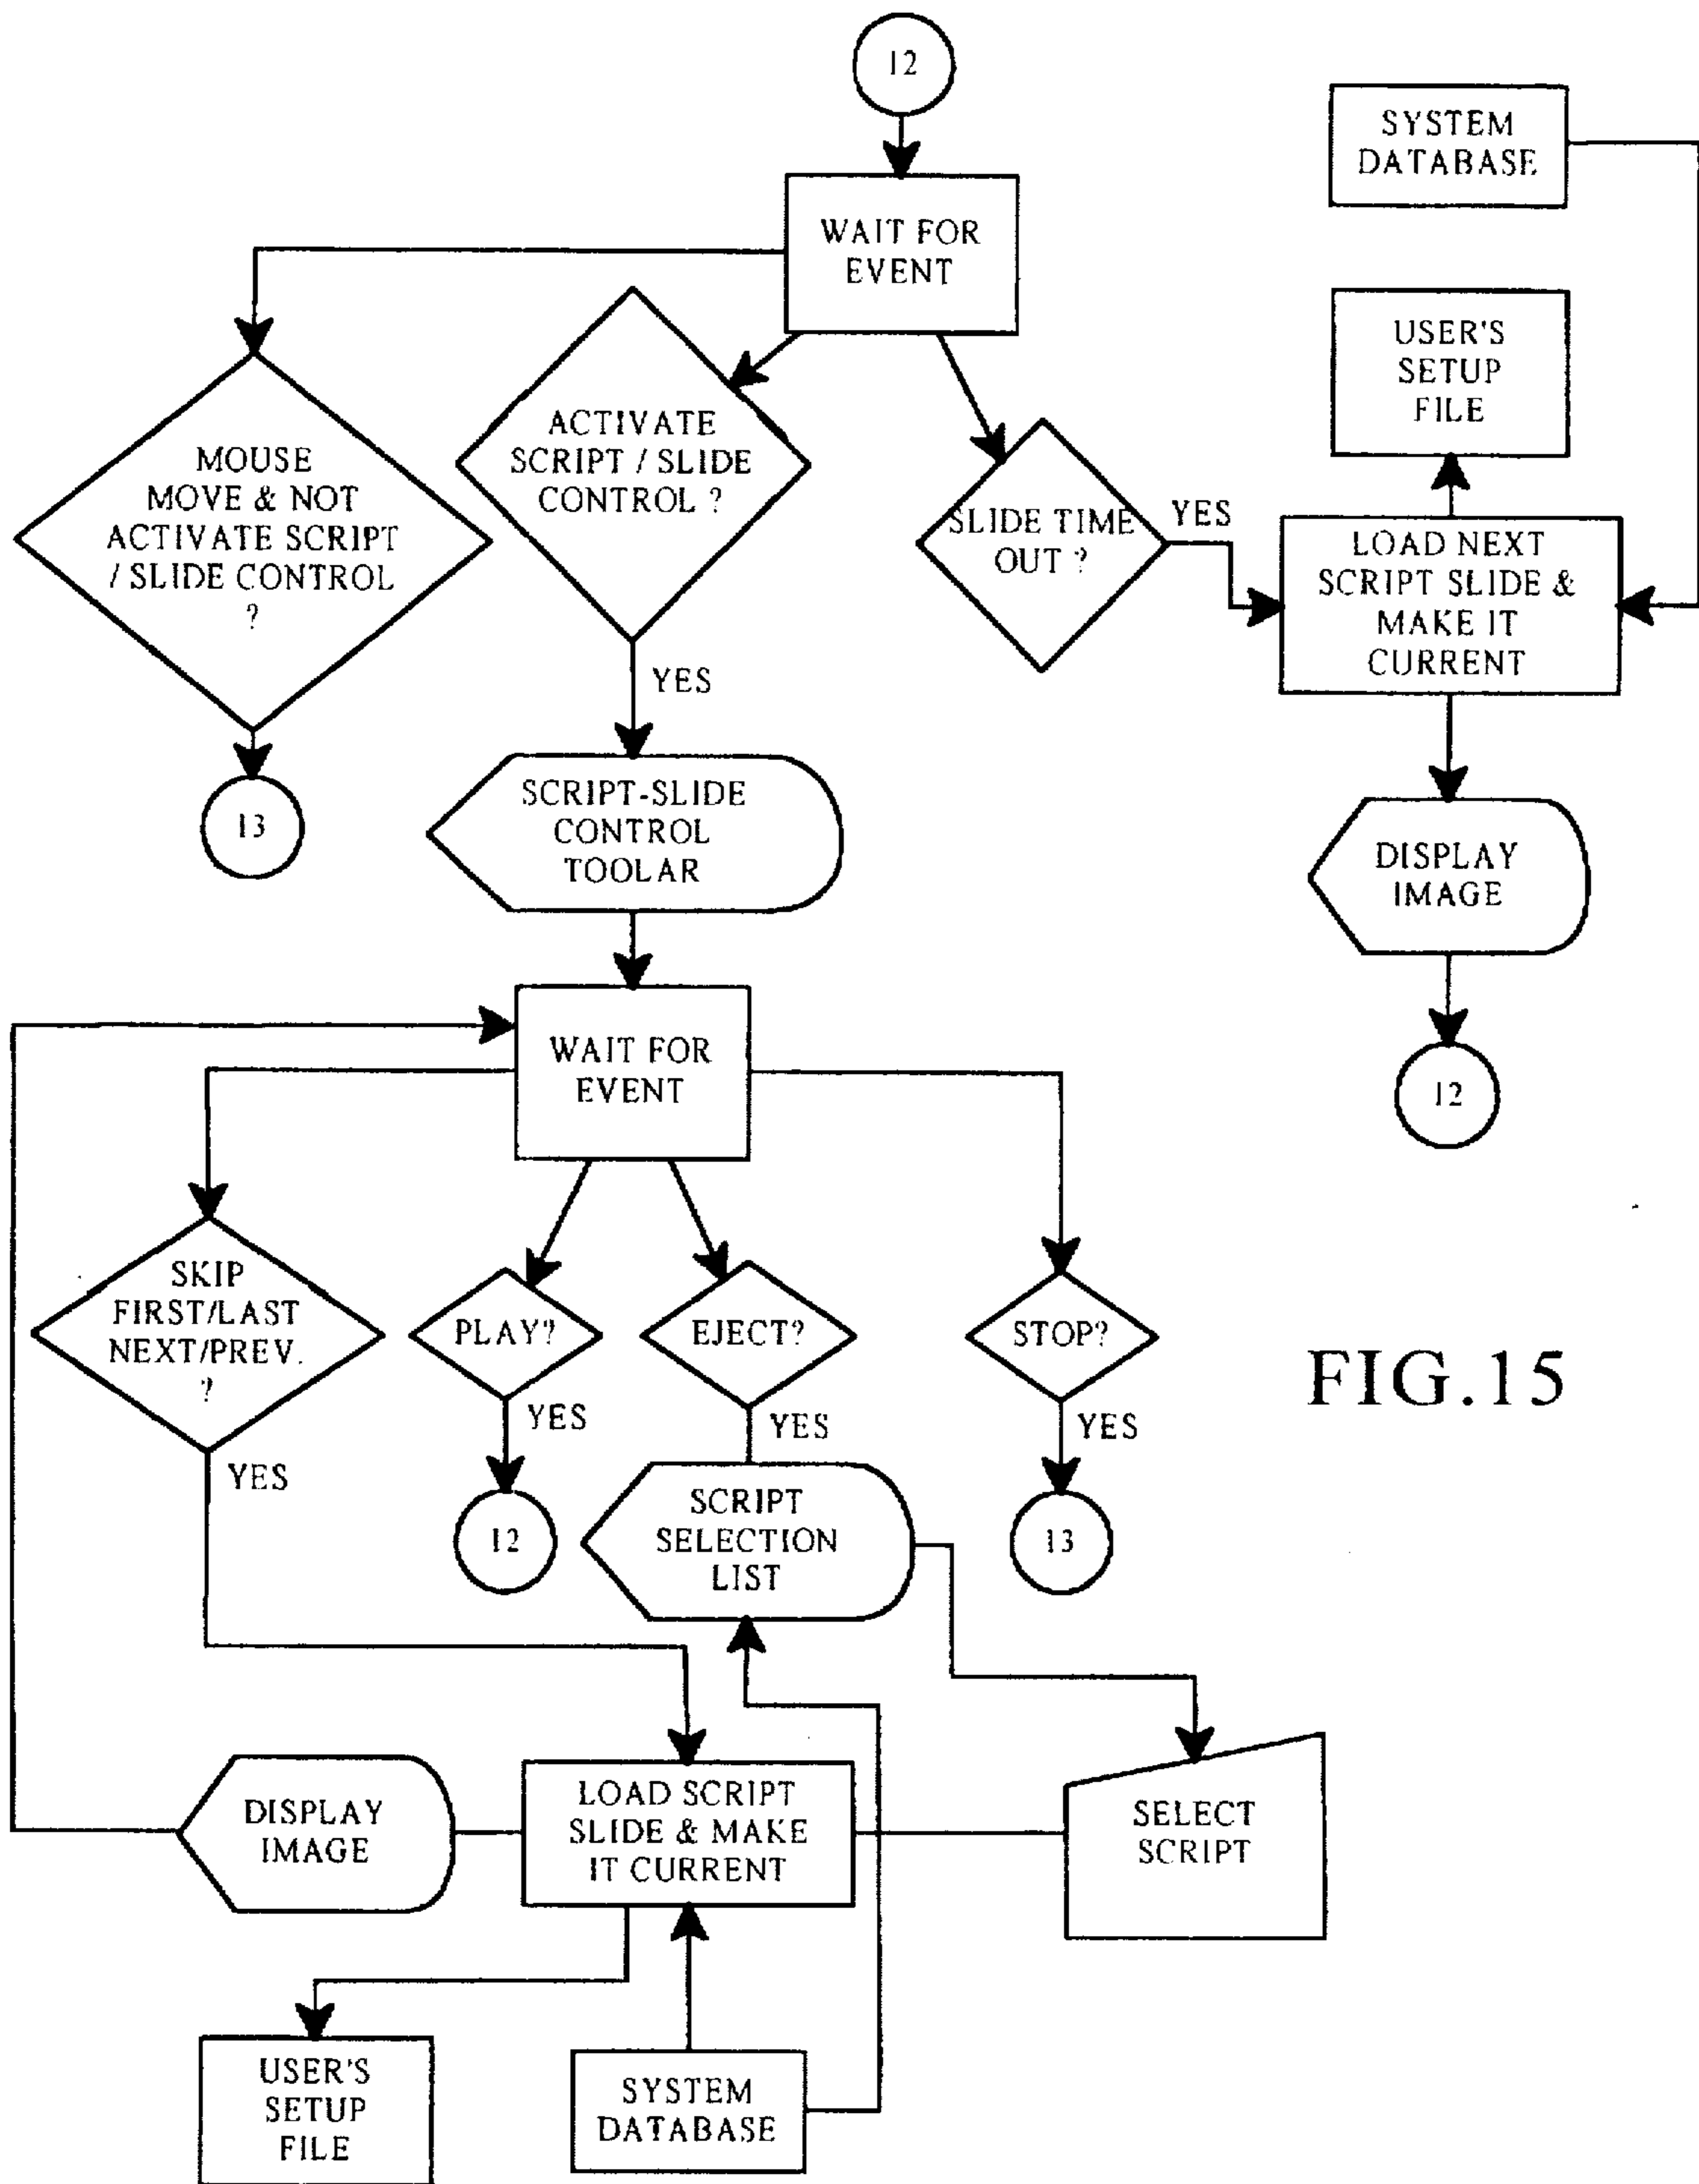 12
SYSTEM
DATABASE
WAIT FOR
EVENT
USER'S
SETUP
FILE
MOUSE
MOVE & NOT
ACTIVATE SCRIPT
/ SLIDE CONTROL
?
ACTIVATE
SCRIPT / SLIDE
CONTROL ?
SLIDE TIME
OUT ?
YES
LOAD NEXT
SCRIPT SLIDE &
MAKE IT
CURRENT
YES
13
SCRIPT-SLIDE
CONTROL
TOOLAR
DISPLAY
IMAGE
WAIT FOR
EVENT
12
SKIP
FIRST/LAST
NEXT/PREV.
?
PLAY?
EJECT?
STOP?
FIG.15
YES
YES
YES
YES
12
SCRIPT
SELECTION
LIST
13
DISPLAY
IMAGE
LOAD SCRIPT
SLIDE & MAKE
IT CURRENT
SELECT
SCRIPT
USER'S
SETUP
FILE
SYSTEM
DATABASE